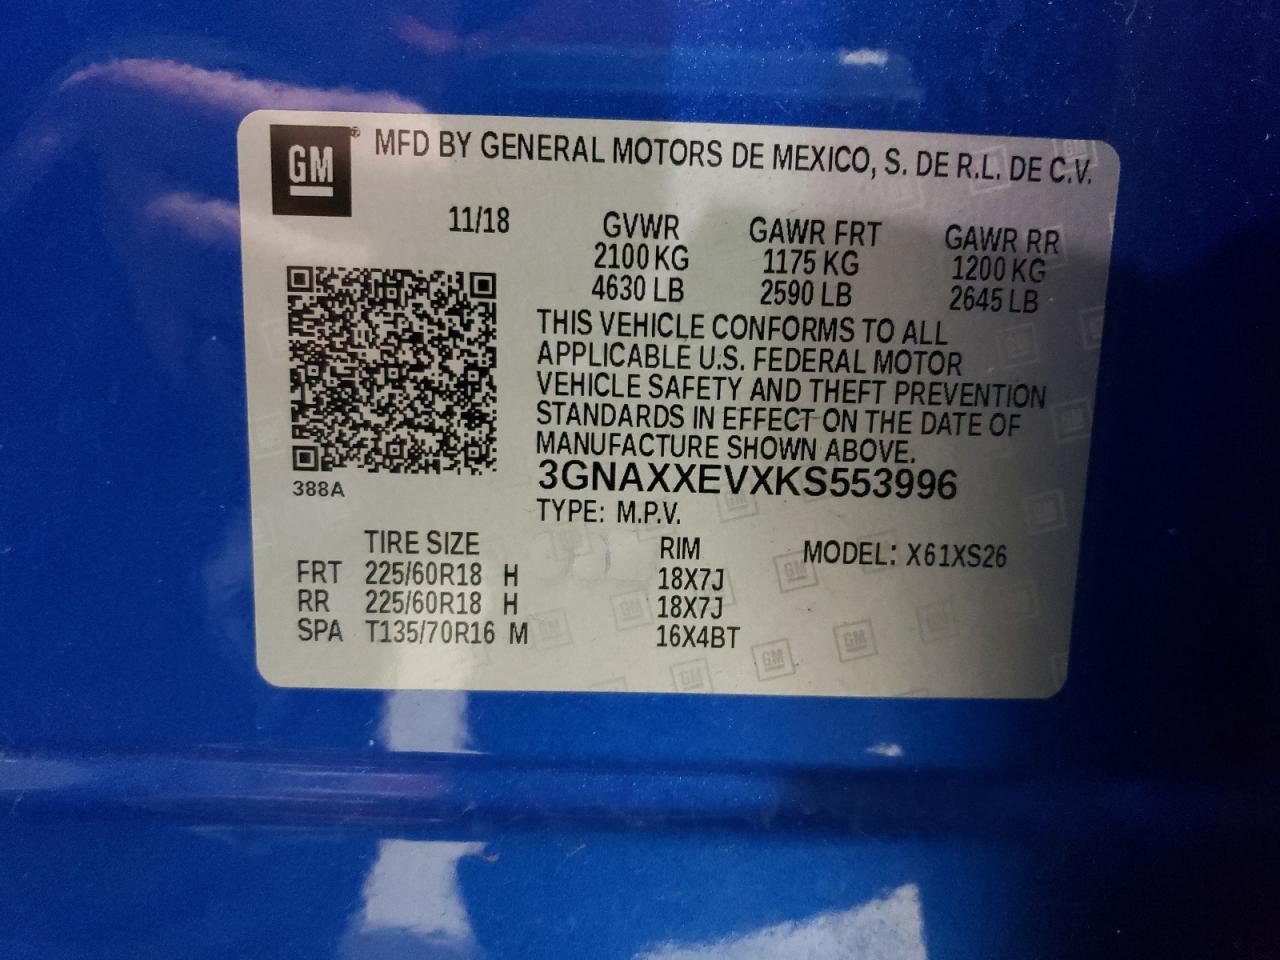 GM
MFD BY GENERAL MOTORS DE MEXICO, S. DE R.L. DE C.V.
11/18 GVWR GAWR FRT GAWR RR
2100 KG 1175 KG 1200 KG
4630 LB 2590 LB 2645 LB
THIS VEHICLE CONFORMS TO ALL
APPLICABLE U.S. FEDERAL MOTOR
VEHICLE SAFETY AND THEFT PREVENTION
STANDARDS IN EFFECT ON THE DATE OF
MANUFACTURE SHOWN ABOVE.
3GNAXXEVXKS553996
388A
TYPE: M.P.V.
TIRE SIZE RIM MODEL: X61XS26
FRT 225/60R18 H 18X7J
RR 225/60R18 H 18X7J
SPA T135/70R16 M 16X4BT